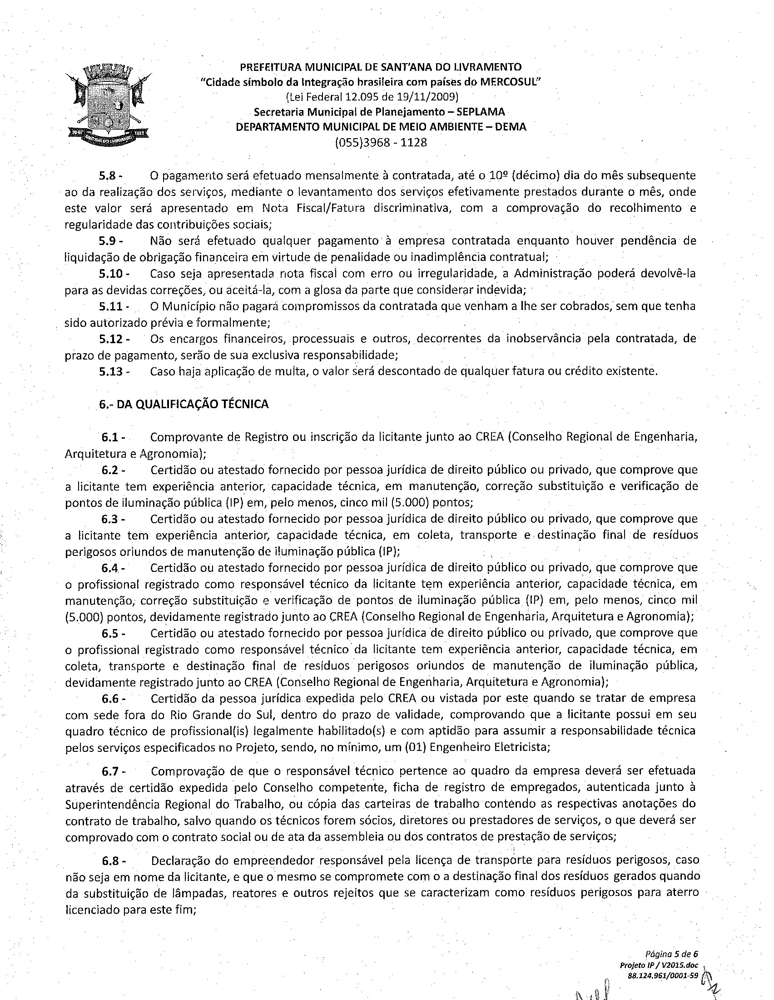 PREFEITURA MUNICIPAL DE SANT'ANA DO LIVRAMENTO
"Cidade símbolo da Integração brasileira com países do MERCOSUL"
(Lei Federal 12.095 de 19/11/2009)
Secretaria Municipal de Planejamento – SEPLAMA
DEPARTAMENTO MUNICIPAL DE MEIO AMBIENTE – DEMA
(055)3968 - 1128
5.8 - O pagamento será efetuado mensalmente à contratada, até o 10º (décimo) dia do mês subsequente
ao da realização dos serviços, mediante o levantamento dos serviços efetivamente prestados durante o mês, onde
este valor será apresentado em Nota Fiscal/Fatura discriminativa, com a comprovação do recolhimento e
regularidade das contribuições sociais;
5.9 - Não será efetuado qualquer pagamento à empresa contratada enquanto houver pendência de
liquidação de obrigação financeira em virtude de penalidade ou inadimplência contratual;
5.10 - Caso seja apresentada nota fiscal com erro ou irregularidade, a Administração poderá devolvê-la
para as devidas correções, ou aceitá-la, com a glosa da parte que considerar indevida;
5.11 - O Município não pagará compromissos da contratada que venham a lhe ser cobrados, sem que tenha
sido autorizado prévia e formalmente;
5.12 - Os encargos financeiros, processuais e outros, decorrentes da inobservância pela contratada, de
prazo de pagamento, serão de sua exclusiva responsabilidade;
5.13 - Caso haja aplicação de multa, o valor será descontado de qualquer fatura ou crédito existente.
6.- DA QUALIFICAÇÃO TÉCNICA
6.1 - Comprovante de Registro ou inscrição da licitante junto ao CREA (Conselho Regional de Engenharia,
Arquitetura e Agronomia);
6.2 - Certidão ou atestado fornecido por pessoa jurídica de direito público ou privado, que comprove que
a licitante tem experiência anterior, capacidade técnica, em manutenção, correção substituição e verificação de
pontos de iluminação pública (IP) em, pelo menos, cinco mil (5.000) pontos;
6.3 - Certidão ou atestado fornecido por pessoa jurídica de direito público ou privado, que comprove que
a licitante tem experiência anterior, capacidade técnica, em coleta, transporte e destinação final de resíduos
perigosos oriundos de manutenção de iluminação pública (IP);
6.4 - Certidão ou atestado fornecido por pessoa jurídica de direito público ou privado, que comprove que
o profissional registrado como responsável técnico da licitante tem experiência anterior, capacidade técnica, em
manutenção, correção substituição e verificação de pontos de iluminação pública (IP) em, pelo menos, cinco mil
(5.000) pontos, devidamente registrado junto ao CREA (Conselho Regional de Engenharia, Arquitetura e Agronomia);
6.5 - Certidão ou atestado fornecido por pessoa jurídica de direito público ou privado, que comprove que
o profissional registrado como responsável técnico da licitante tem experiência anterior, capacidade técnica, em
coleta, transporte e destinação final de resíduos perigosos oriundos de manutenção de iluminação pública,
devidamente registrado junto ao CREA (Conselho Regional de Engenharia, Arquitetura e Agronomia);
6.6 - Certidão da pessoa jurídica expedida pelo CREA ou vistada por este quando se tratar de empresa
com sede fora do Rio Grande do Sul, dentro do prazo de validade, comprovando que a licitante possui em seu
quadro técnico de profissional(is) legalmente habilitado(s) e com aptidão para assumir a responsabilidade técnica
pelos serviços especificados no Projeto, sendo, no mínimo, um (01) Engenheiro Eletricista;
6.7 - Comprovação de que o responsável técnico pertence ao quadro da empresa deverá ser efetuada
através de certidão expedida pelo Conselho competente, ficha de registro de empregados, autenticada junto à
Superintendência Regional do Trabalho, ou cópia das carteiras de trabalho contendo as respectivas anotações do
contrato de trabalho, salvo quando os técnicos forem sócios, diretores ou prestadores de serviços, o que deverá ser
comprovado com o contrato social ou de ata da assembleia ou dos contratos de prestação de serviços;
6.8 - Declaração do empreendedor responsável pela licença de transporte para resíduos perigosos, caso
não seja em nome da licitante, e que o mesmo se compromete com o a destinação final dos resíduos gerados quando
da substituição de lâmpadas, reatores e outros rejeitos que se caracterizam como resíduos perigosos para aterro
licenciado para este fim;
Página 5 de 6
Projeto IP / V2015.doc
88.124.961/0001-59